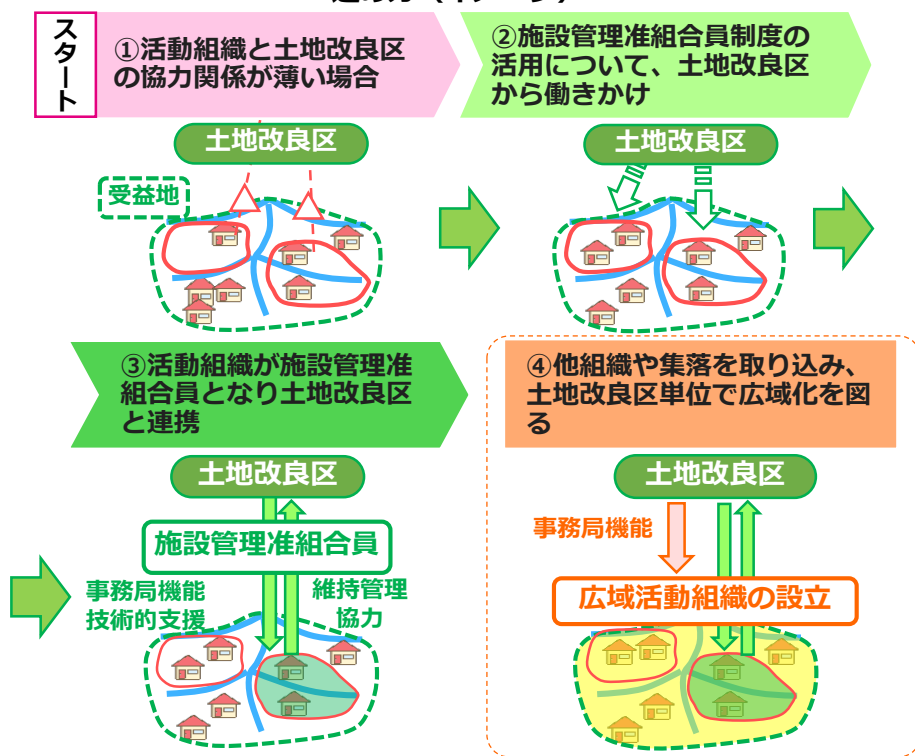 スタート
①活動組織と土地改良区
の協力関係が薄い場合
②施設管理准組合員制度の
活用について、土地改良区
から働きかけ
土地改良区
受益地
土地改良区
③活動組織が施設管理准
組合員となり土地改良区
と連携
④他組織や集落を取り込み、
土地改良区単位で広域化を図
る
土地改良区
施設管理准組合員
事務局機能
技術的支援
維持管理
協力
土地改良区
事務局機能
広域活動組織の設立